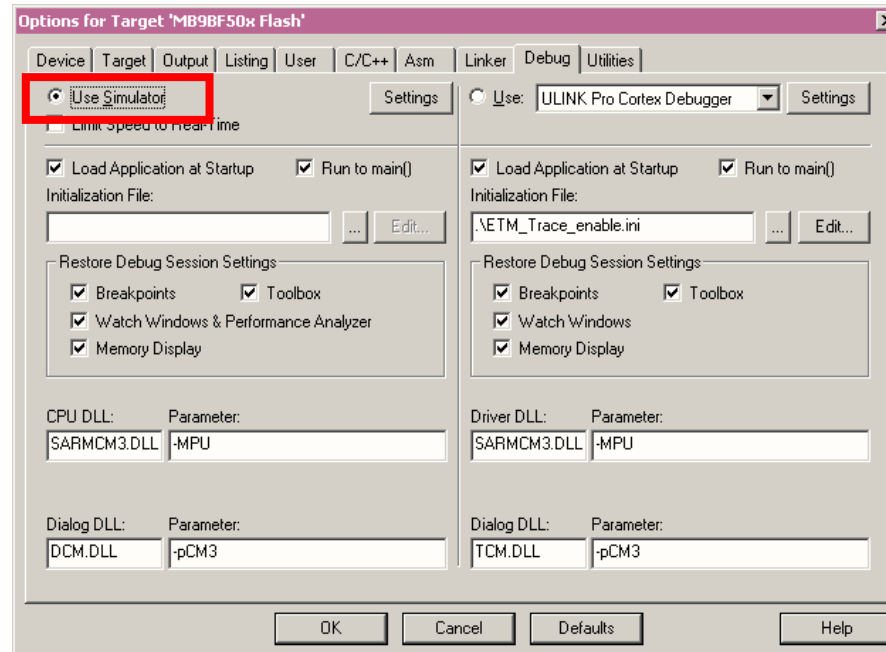 Options for Target 'MB9BF50x Flash'
Device Target Output Listing User C/C++ Asm Linker Debug Utilities
Use Simulator Settings Use: ULINK Pro Cortex Debugger Settings
Limit Speed to Real-Time
Load Application at Startup Run to main() Load Application at Startup Run to main()
Initialization File: Initialization File:
... Edit... .\ETM_Trace_enable.ini ... Edit...
Restore Debug Session Settings Restore Debug Session Settings
Breakpoints Toolbox Breakpoints Toolbox
Watch Windows & Performance Analyzer Watch Windows
Memory Display Memory Display
CPU DLL: Parameter: Driver DLL: Parameter:
SARMCM3.DLL -MPU SARMCM3.DLL -MPU
Dialog DLL: Parameter: Dialog DLL: Parameter:
DCM.DLL -pCM3 TCM.DLL -pCM3
OK Cancel Defaults Help